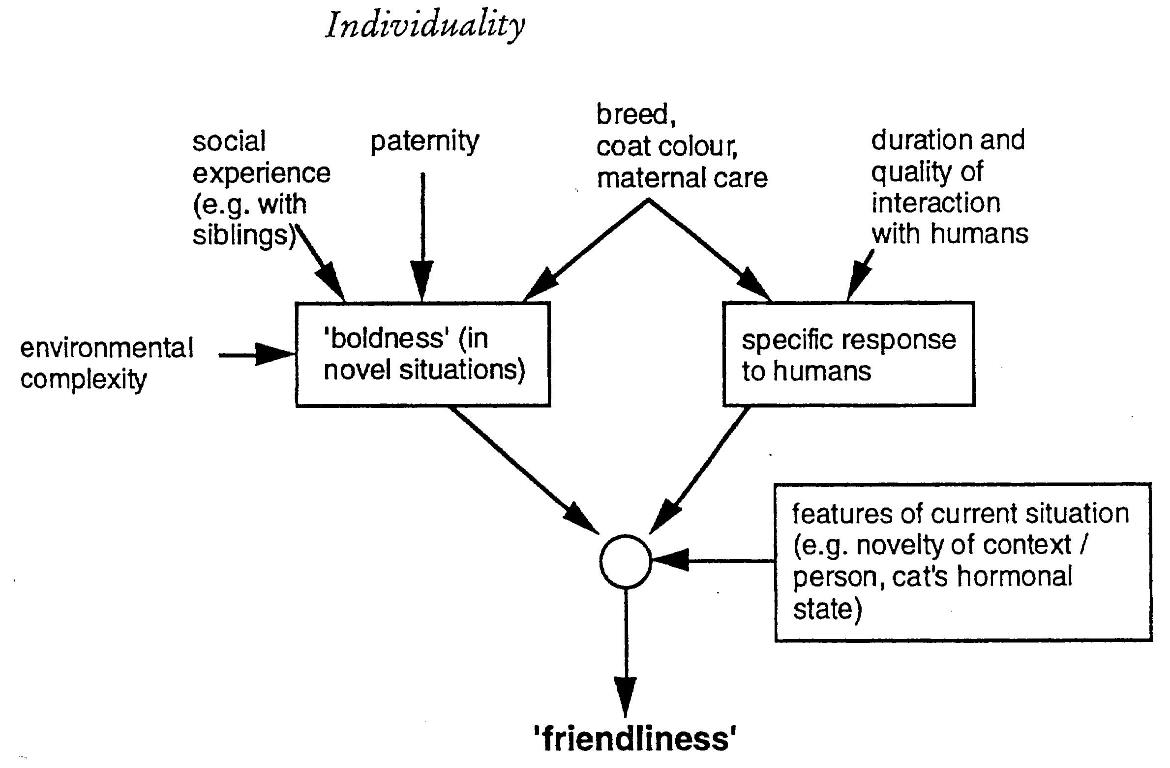 Individuality
social
experience
(e.g. with
siblings)
paternity
breed,
coat colour,
maternal care
duration and
quality of
interaction
with humans
environmental
complexity
'boldness' (in
novel situations)
specific response
to humans
features of current situation
(e.g. novelty of context /
person, cat's hormonal
state)
'friendliness'